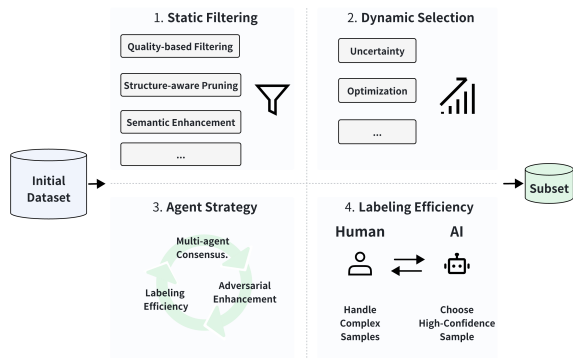 1. Static Filtering
Quality-based Filtering
Structure-aware Pruning
Semantic Enhancement
...
2. Dynamic Selection
Uncertainty
Optimization
...
Initial
Dataset
Subset
3. Agent Strategy
Multi-agent
Consensus.
Labeling
Efficiency
Adversarial
Enhancement
4. Labeling Efficiency
Human
AI
Handle
Complex
Samples
Choose
High-Confidence
Sample